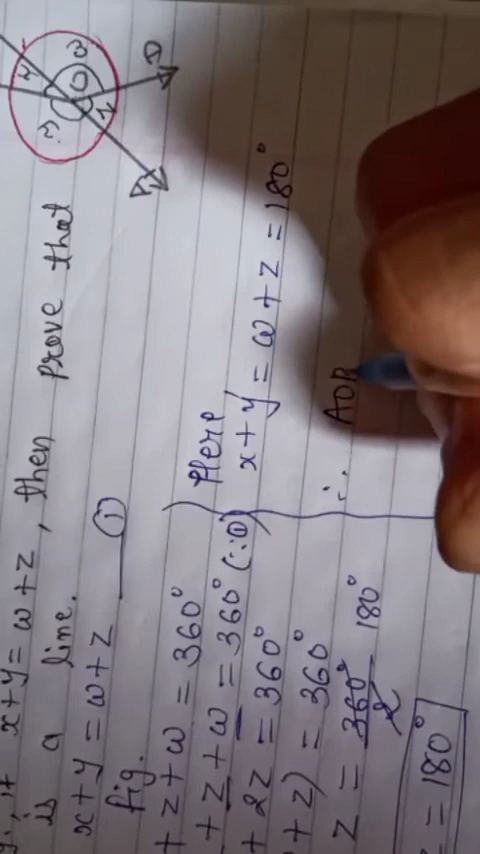 if x+y = ω+z, then prove that
is a line.
x+y = ω+z ——— ①
fig.
+ z + ω = 360°
+ z + ω = 360° (∵①)
+ 2z = 360°
+ z) = 360°
z = 360° 180°
2
= 180°
Here
x+y = ω+z = 180°
∴ AOB
y
ω
O
x
z
D
A